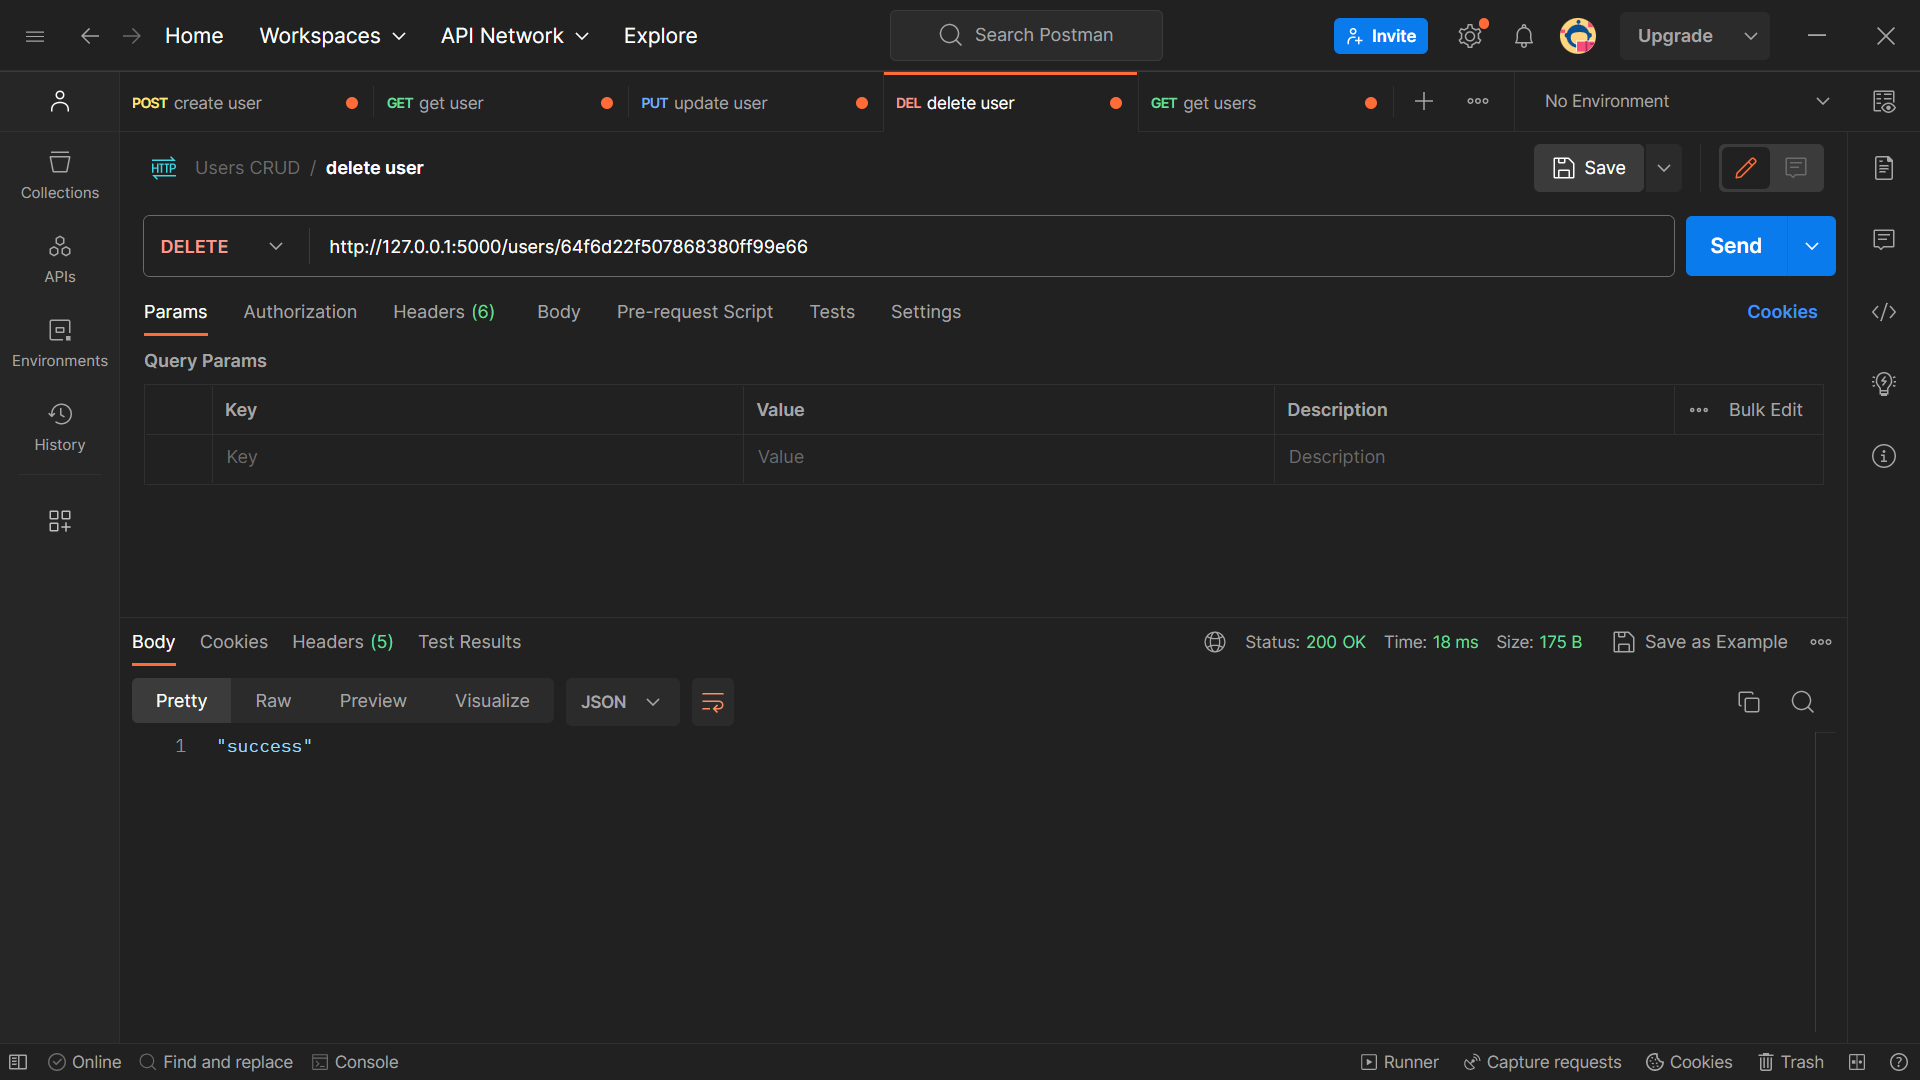 Home Workspaces API Network Explore Search Postman Invite Upgrade
POST create user GET get user PUT update user DEL delete user GET get users No Environment
HTTP Users CRUD / delete user Save
Collections
DELETE http://127.0.0.1:5000/users/64f6d22f507868380ff99e66 Send
APIs
Params Authorization Headers (6) Body Pre-request Script Tests Settings Cookies
Environments
Query Params
Key Value Description Bulk Edit
History
Key Value Description
Body Cookies Headers (5) Test Results Status: 200 OK Time: 18 ms Size: 175 B Save as Example
Pretty Raw Preview Visualize JSON
1 "success"
Online Find and replace Console Runner Capture requests Cookies Trash